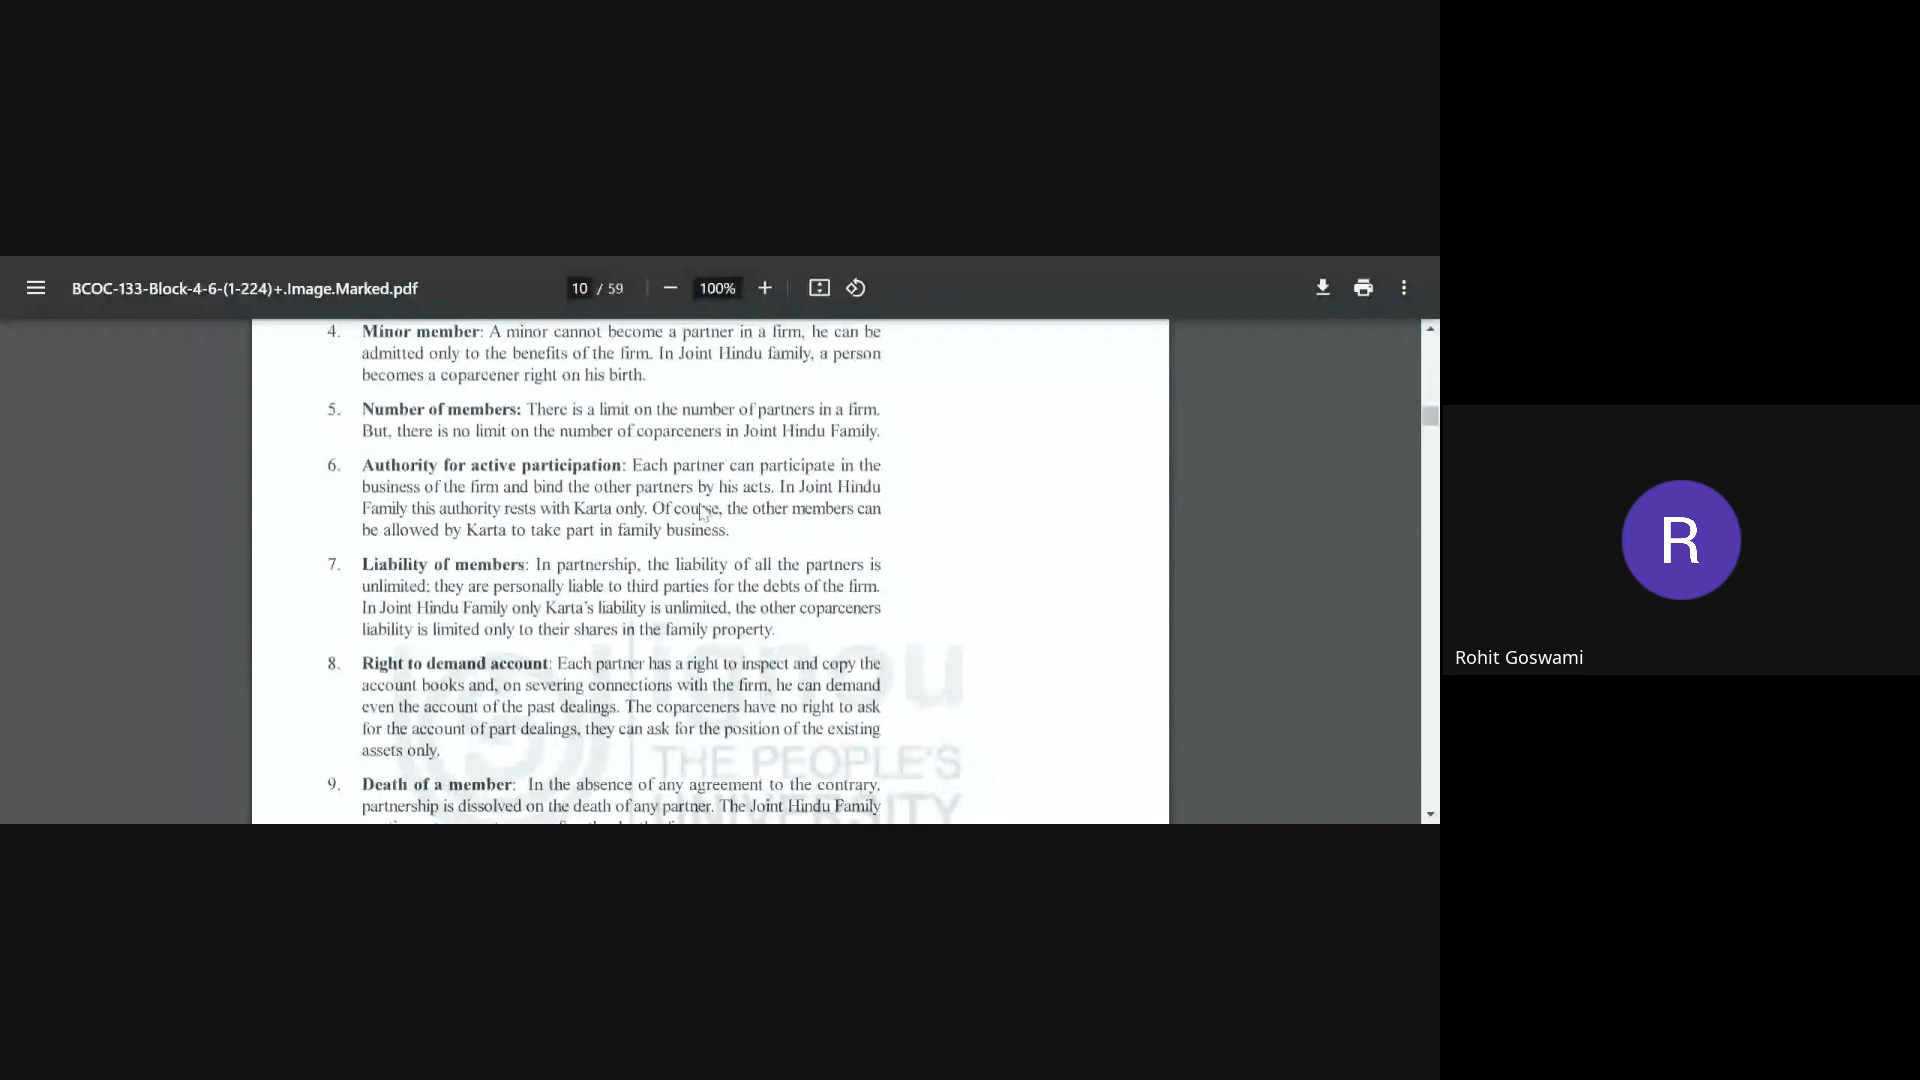 BCOC-133-Block-4-6-(1-224)+.Image.Marked.pdf
10 / 59
100%
4. Minor member: A minor cannot become a partner in a firm, he can be
admitted only to the benefits of the firm. In Joint Hindu family, a person
becomes a coparcener right on his birth.
5. Number of members: There is a limit on the number of partners in a firm.
But, there is no limit on the number of coparceners in Joint Hindu Family.
6. Authority for active participation: Each partner can participate in the
business of the firm and bind the other partners by his acts. In Joint Hindu
Family this authority rests with Karta only. Of course, the other members can
be allowed by Karta to take part in family business.
7. Liability of members: In partnership, the liability of all the partners is
unlimited; they are personally liable to third parties for the debts of the firm.
In Joint Hindu Family only Karta's liability is unlimited, the other coparceners
liability is limited only to their shares in the family property.
8. Right to demand account: Each partner has a right to inspect and copy the
account books and, on severing connections with the firm, he can demand
even the account of the past dealings. The coparceners have no right to ask
for the account of part dealings, they can ask for the position of the existing
assets only.
9. Death of a member: In the absence of any agreement to the contrary,
partnership is dissolved on the death of any partner. The Joint Hindu Family
ignou
THE PEOPLE'S
UNIVERSITY
R
Rohit Goswami